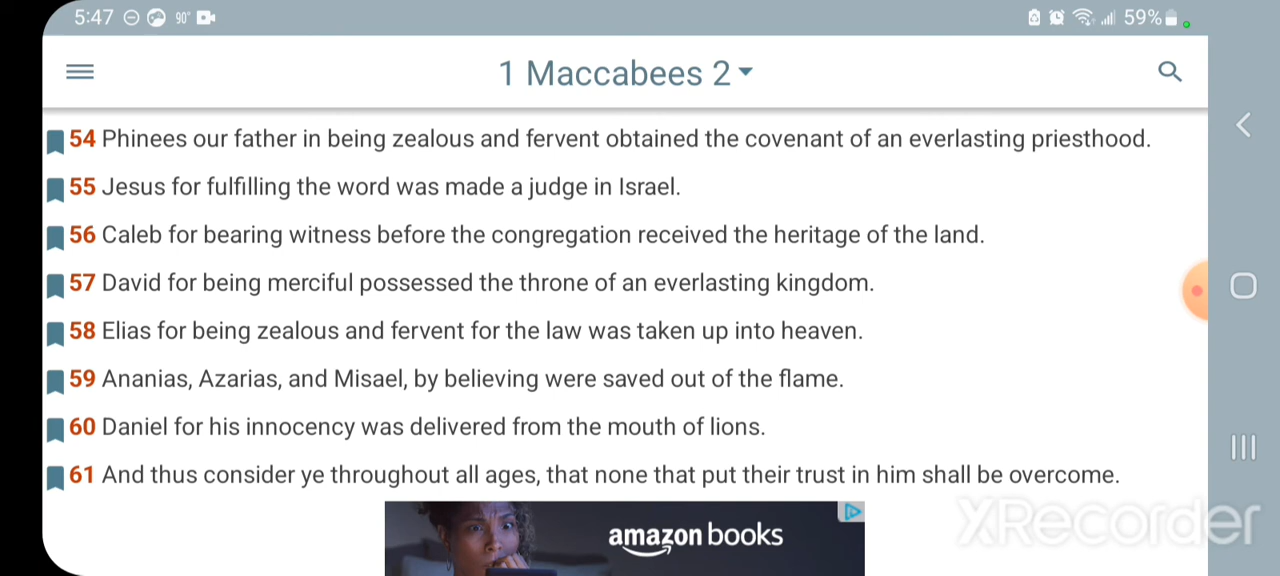 5:47 90° 59%
1 Maccabees 2
54 Phinees our father in being zealous and fervent obtained the covenant of an everlasting priesthood.
55 Jesus for fulfilling the word was made a judge in Israel.
56 Caleb for bearing witness before the congregation received the heritage of the land.
57 David for being merciful possessed the throne of an everlasting kingdom.
58 Elias for being zealous and fervent for the law was taken up into heaven.
59 Ananias, Azarias, and Misael, by believing were saved out of the flame.
60 Daniel for his innocency was delivered from the mouth of lions.
61 And thus consider ye throughout all ages, that none that put their trust in him shall be overcome.
amazon books
XRecorder